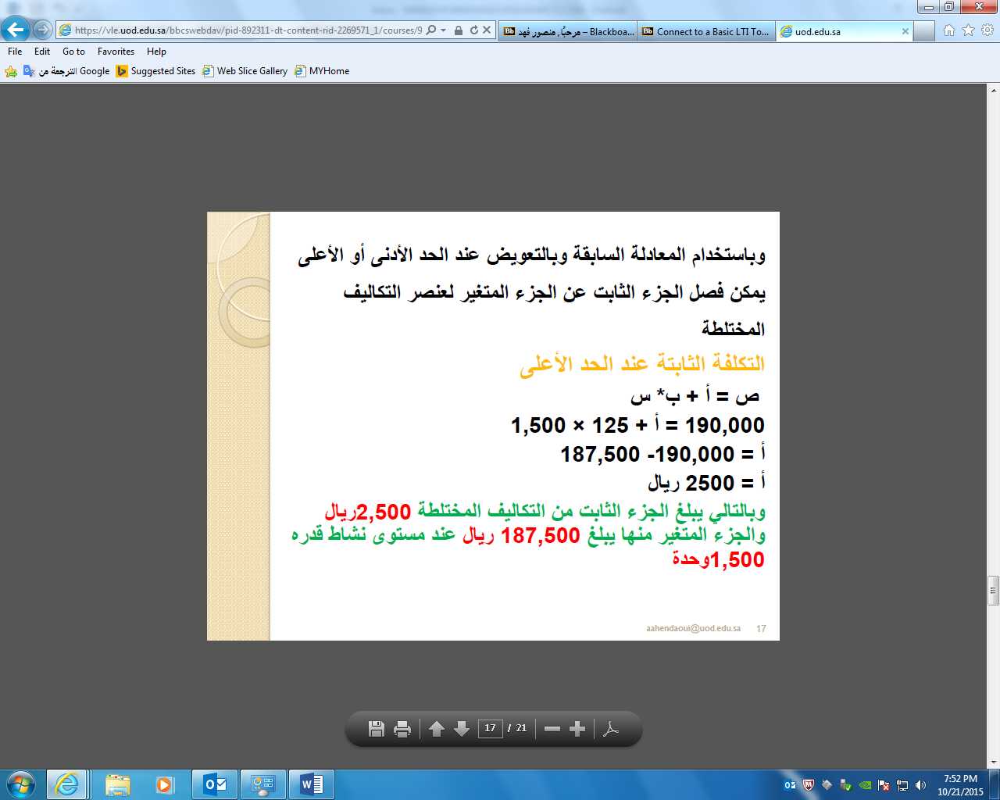 https://vle.uod.edu.sa/bbcswebdav/pid-892311-dt-content-rid-2269571_1/courses/9
مرحبًا, منصور فهد – Blackboa...
Connect to a Basic LTI To...
uod.edu.sa
File Edit Go to Favorites Help
الترجمة من Google
Suggested Sites
Web Slice Gallery
MYHome
وباستخدام المعادلة السابقة وبالتعويض عند الحد الأدنى أو الأعلى
يمكن فصل الجزء الثابت عن الجزء المتغير لعنصر التكاليف
المختلطة
التكلفة الثابتة عند الحد الأعلى
ص = أ + ب* س
190,000 = أ + 125 × 1,500
أ = 190,000- 187,500
أ = 2500 ريال
وبالتالي يبلغ الجزء الثابت من التكاليف المختلطة 2,500ريال
والجزء المتغير منها يبلغ 187,500 ريال عند مستوى نشاط قدره
1,500وحدة
aahendaoui@uod.edu.sa 17
17 / 21
7:52 PM
10/21/2015